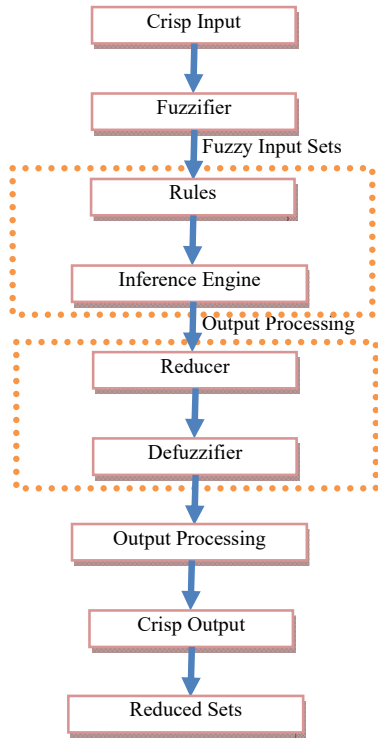 Crisp Input
Fuzzifier
Fuzzy Input Sets
Rules
Inference Engine
Output Processing
Reducer
Defuzzifier
Output Processing
Crisp Output
Reduced Sets